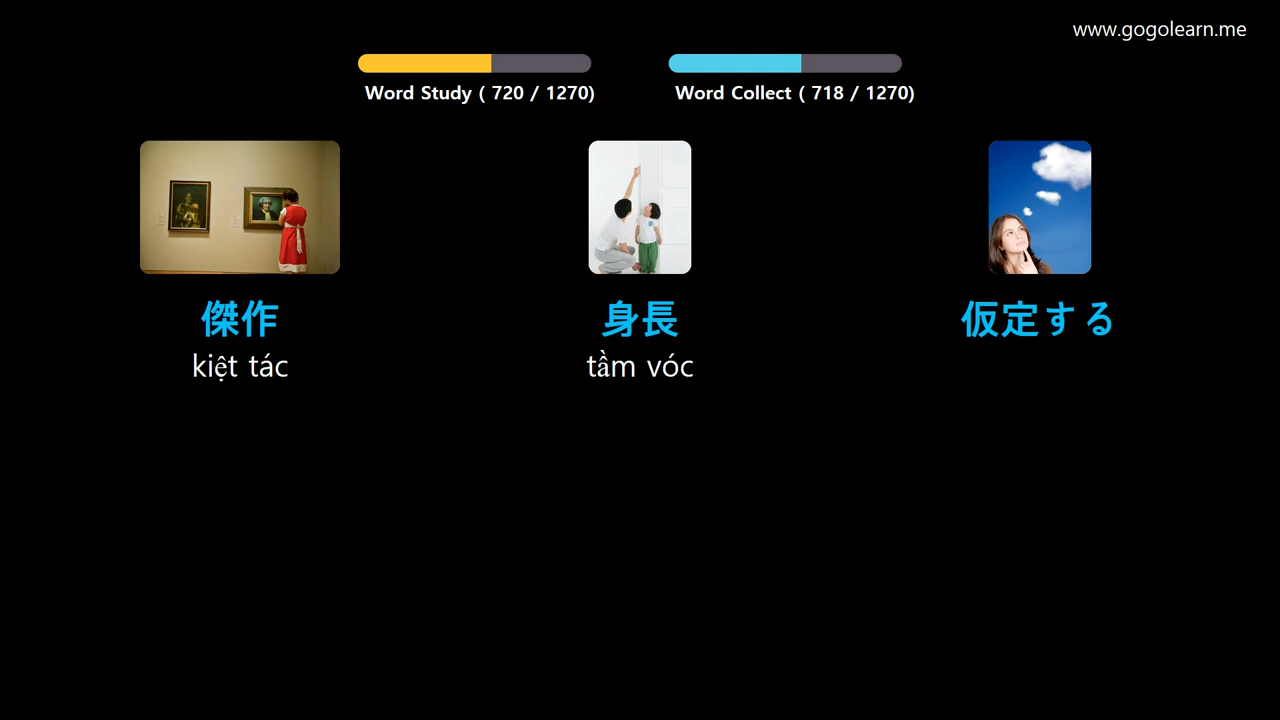 www.gogolearn.me
Word Study ( 720 / 1270)
Word Collect ( 718 / 1270)
傑作
kiệt tác
身長
tầm vóc
仮定する